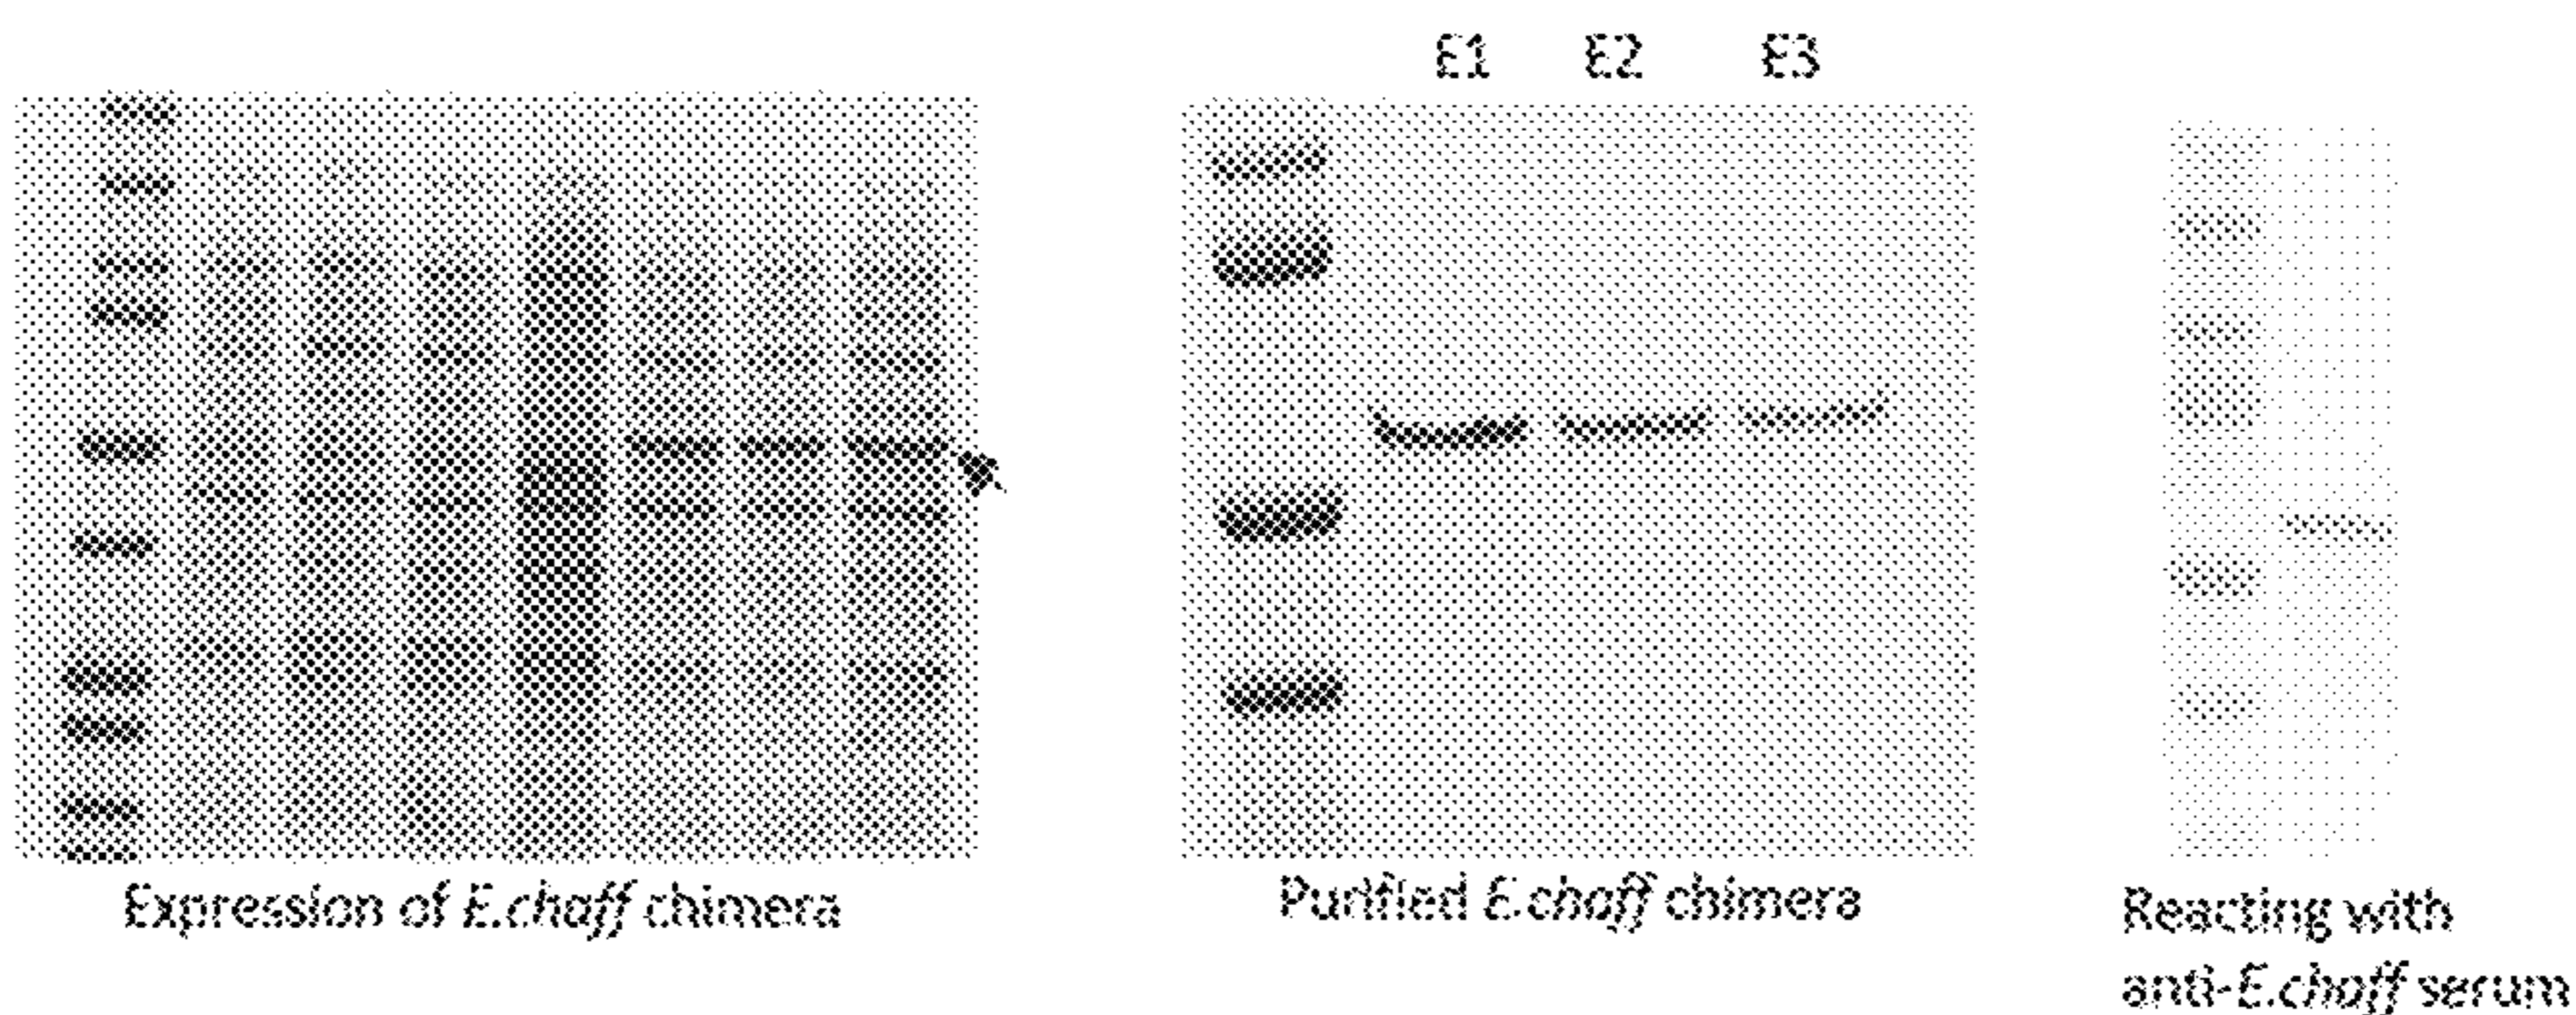 E1 E2 E3
Expression of E.chaff chimera
Purified E.chaff chimera
Reacting with
anti-E.chaff serum